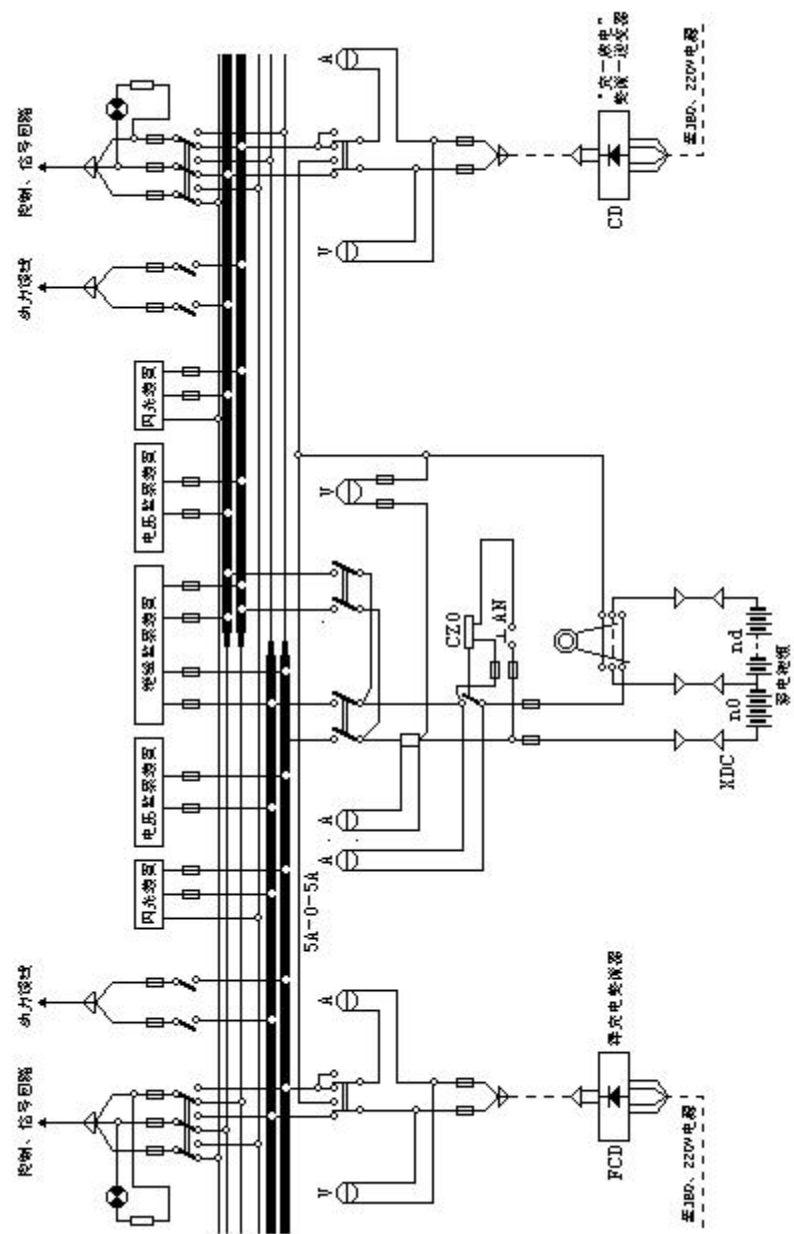 控制、信号回路
动力馈线
闪光装置
电压监察装置
绝缘监察装置
电压监察装置
闪光装置
动力馈线
控制、信号回路
A
V
V
A
A
A
V
5A-0-5A
CZ0
AN
n0
nd
蓄电池组
XDC
"充—放电"
整流—逆变器
CD
至380、220V电源
浮充电整流器
FCD
至380、220V电源